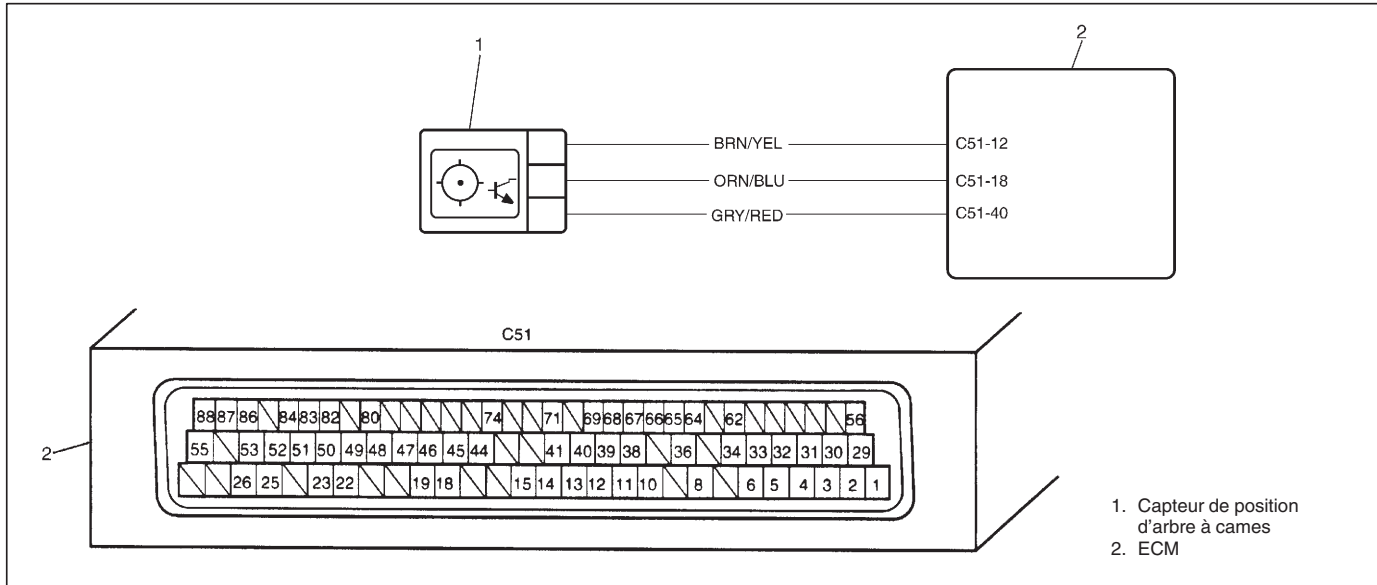 1
2
BRN/YEL
C51-12
ORN/BLU
C51-18
GRY/RED
C51-40
C51
88 87 86 84 83 82 80 74 71 69 68 67 66 65 64 62 56
2
55 53 52 51 50 49 48 47 46 45 44 41 40 39 38 36 34 33 32 31 30 29
26 25 23 22 19 18 15 14 13 12 11 10 8 6 5 4 3 2 1
1. Capteur de position
d'arbre à cames
2. ECM